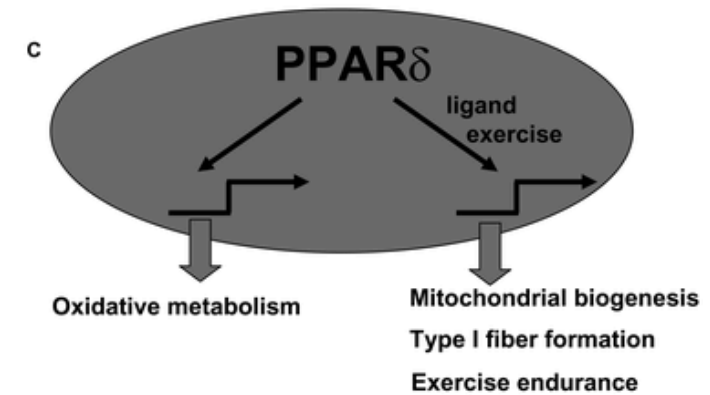 C
PPARδ
ligand
exercise
Oxidative metabolism
Mitochondrial biogenesis
Type I fiber formation
Exercise endurance